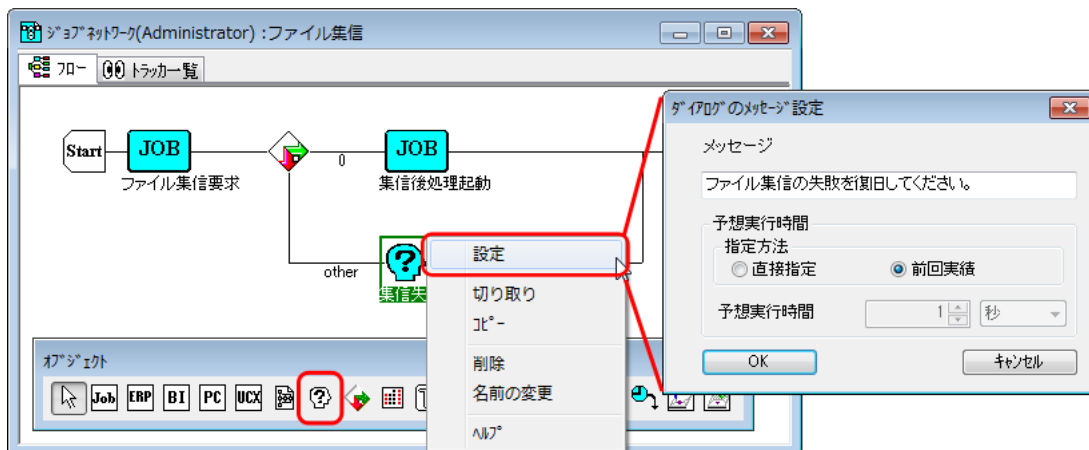 ｼﾞｮﾌﾞﾈｯﾄﾜｰｸ(Administrator) :ファイル集信
ﾌﾛｰ
ﾄﾗｯｶ一覧
Start
JOB
ファイル集信要求
0
JOB
集信後処理起動
other
集信失
設定
切り取り
ｺﾋﾟｰ
削除
名前の変更
ﾍﾙﾌﾟ
ｵﾌﾞｼﾞｪｸﾄ
Job
ERP
BI
PC
UCX
ﾀﾞｲｱﾛｸﾞのﾒｯｾｰｼﾞ設定
メッセージ
ファイル集信の失敗を復旧してください。
予想実行時間
指定方法
直接指定
前回実績
予想実行時間
1
秒
OK
ｷｬﾝｾﾙ